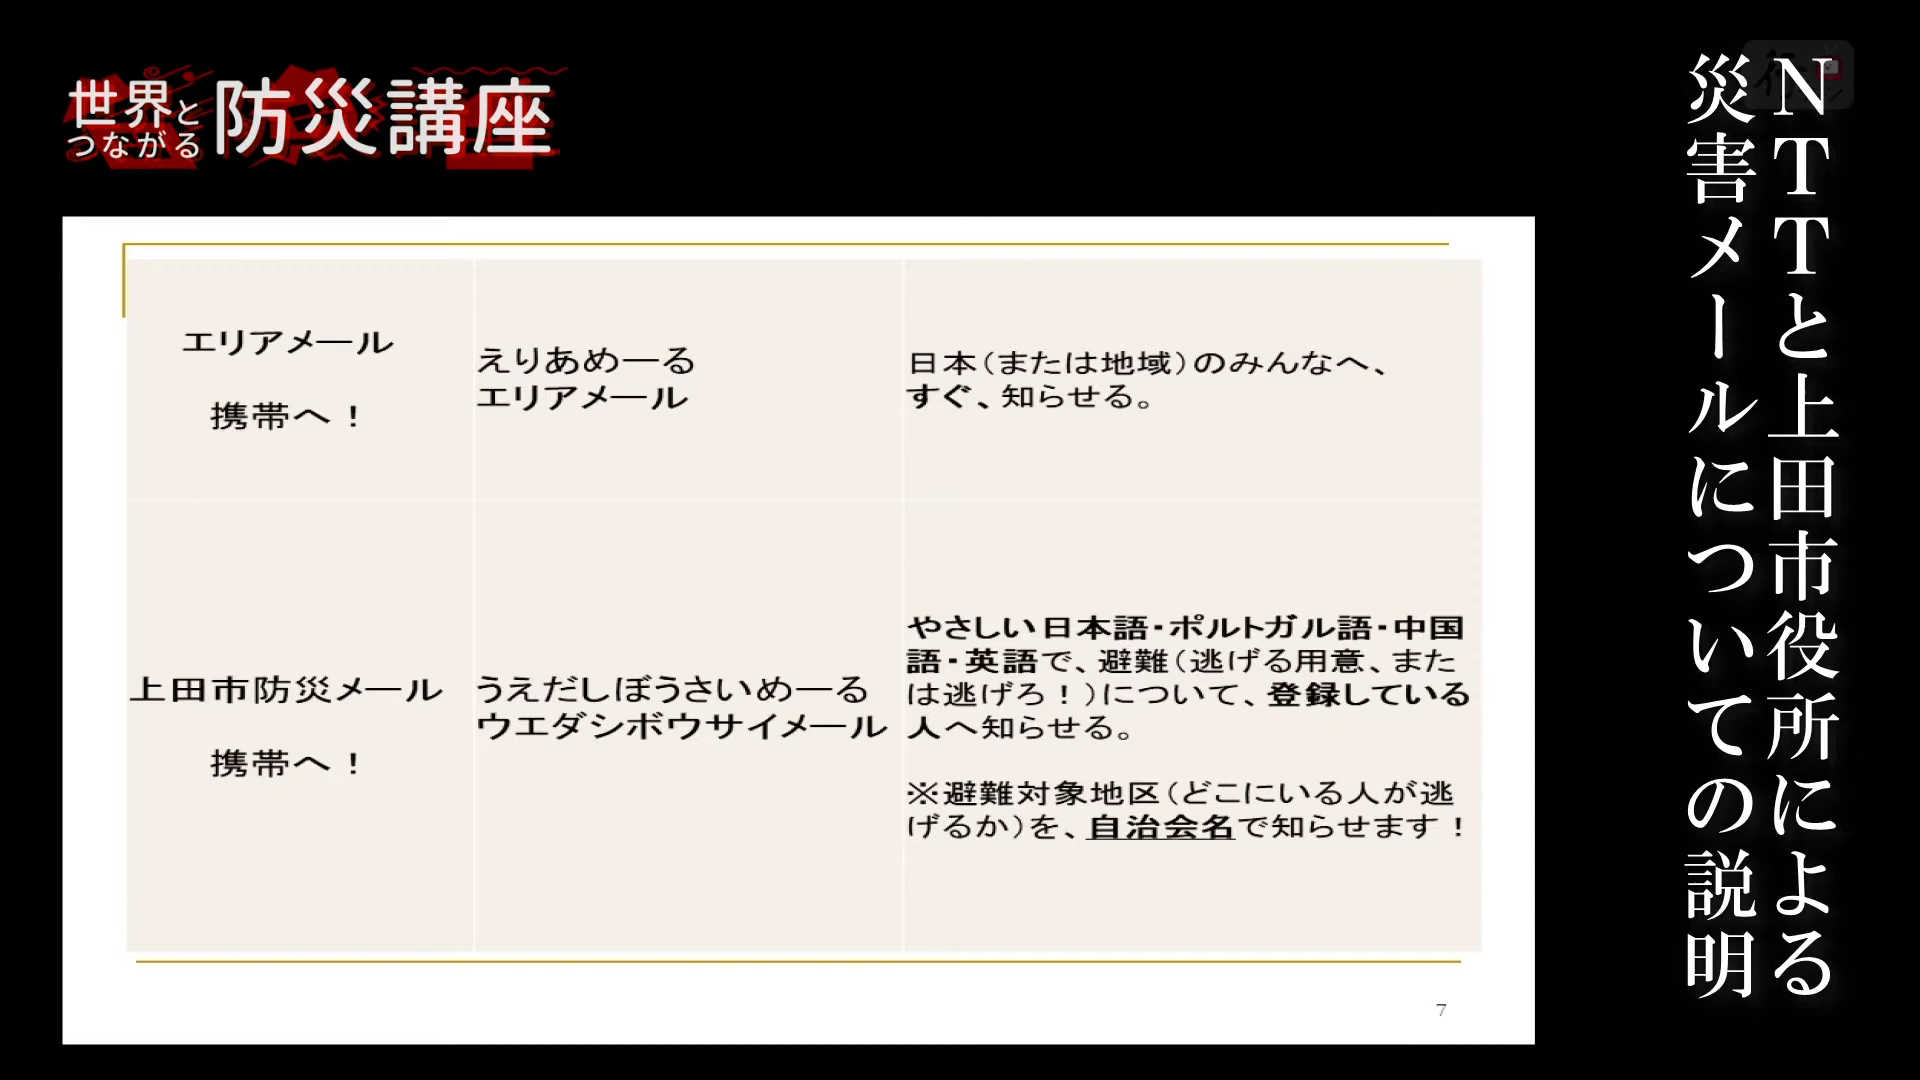 世界と
つながる
防災講座
NTTと上田市役所による
災害メールについての説明
エリアメール
携帯へ！
えりあめーる
エリアメール
日本（または地域）のみんなへ、
すぐ、知らせる。
上田市防災メール
携帯へ！
うえだしぼうさいめーる
ウエダシボウサイメール
やさしい日本語・ポルトガル語・中国
語・英語で、避難（逃げる用意、また
は逃げろ！）について、登録している
人へ知らせる。
※避難対象地区（どこにいる人が逃
げるか）を、自治会名で知らせます！
7